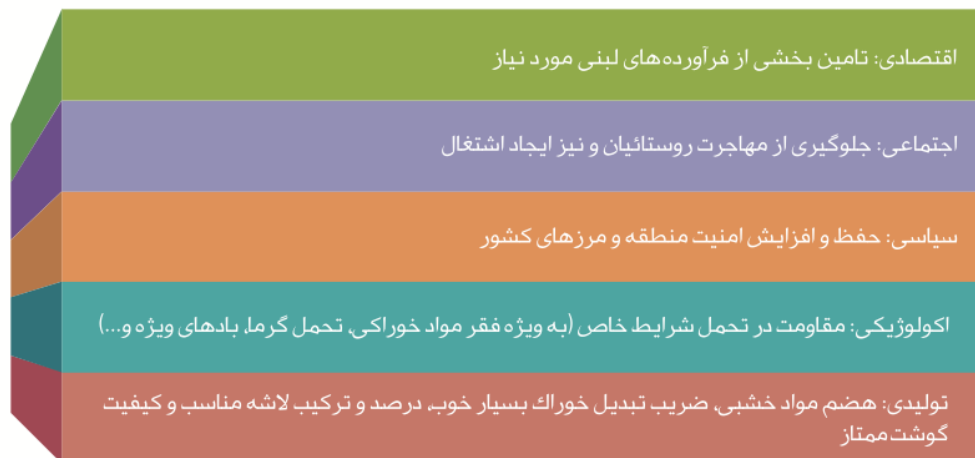 اقتصادی: تامین بخشی از فرآورده‌های لبنی مورد نیاز
اجتماعی: جلوگیری از مهاجرت روستائیان و نیز ایجاد اشتغال
سیاسی: حفظ و افزایش امنیت منطقه و مرزهای کشور
اکولوژیکی: مقاومت در تحمل شرایط خاص (به ویژه فقر مواد خوراکی، تحمل گرما، بادهای ویژه و...)
تولیدی: هضم مواد خشبی، ضریب تبدیل خوراك بسیار خوب، درصد و ترکیب لاشه مناسب و کیفیت
گوشت ممتاز